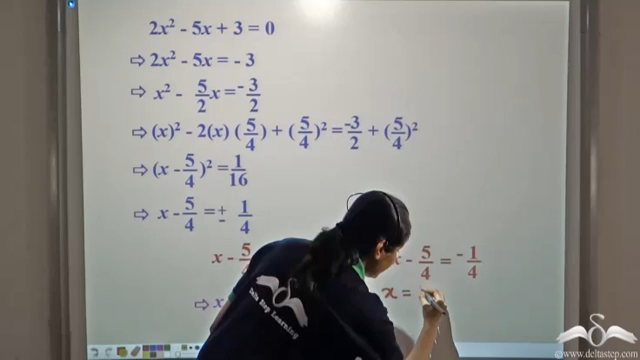 2x² - 5x + 3 = 0
⇨ 2x² - 5x = - 3
⇨ x² - 5/2 x = -3/2
⇨ (x)² - 2(x) (5/4) + (5/4)² = -3/2 + (5/4)²
⇨ (x - 5/4)² = 1/16
⇨ x - 5/4 = ± 1/4
x - 5
x - 5/4 = - 1/4
⇨ x
x =
Delta Step Learning
©www.deltastep.com